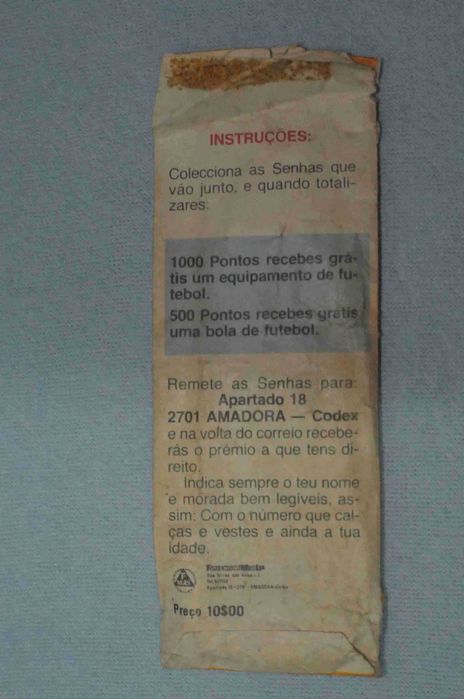 INSTRUÇÕES:
Colecciona as Senhas que
vão junto, e quando totali-
zares:
1000 Pontos recebes grá-
tis um equipamento de fu-
tebol.
500 Pontos recebes gratis
uma bola de futebol.
Remete as Senhas para:
Apartado 18
2701 AMADORA — Codex
e na volta do correio recebe-
rás o prémio a que tens di-
reito.
Indica sempre o teu nome
e morada bem legíveis, as-
sim: Com o número que cal-
ças e vestes e ainda a tua
idade.
Preço 10$00